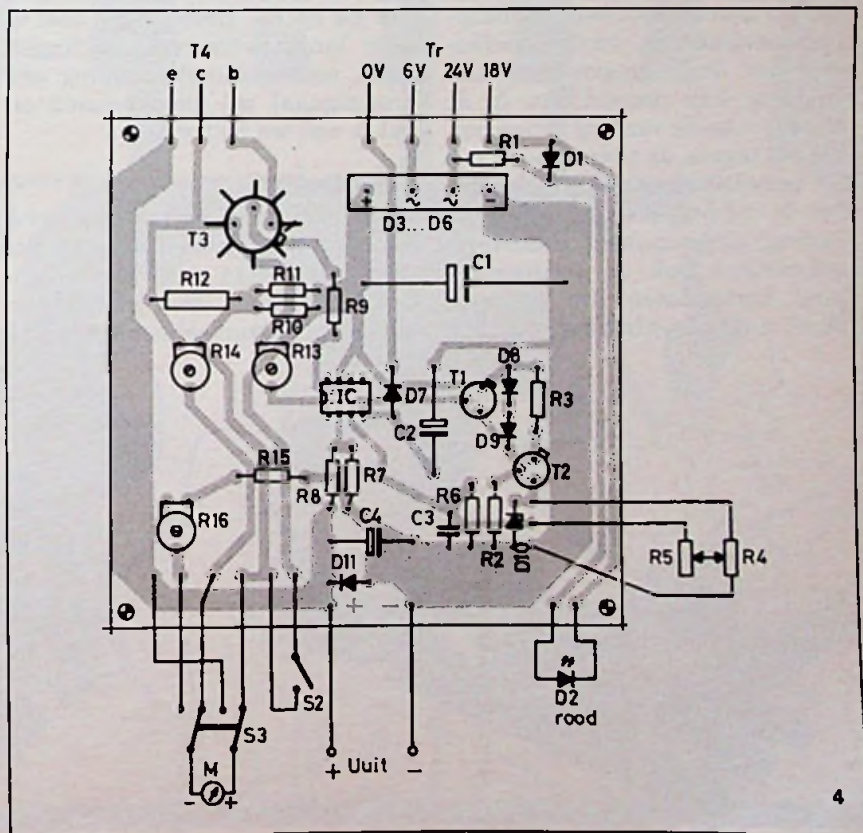 T4 Tr
e c b 0V 6V 24V 18V
R1
D1
+ ~ ~ -
D3...D6
T3
C1
R12 R11
R10 R9
R14 R13
D8
T1
IC D7 R3
C2
D9
T2
R15
R8 R7 R6
R16 C4 C3
R2 D10 R5 R4
D11
+ -
S2
D2
rood
S3
M
- +
+ Uuit -
4